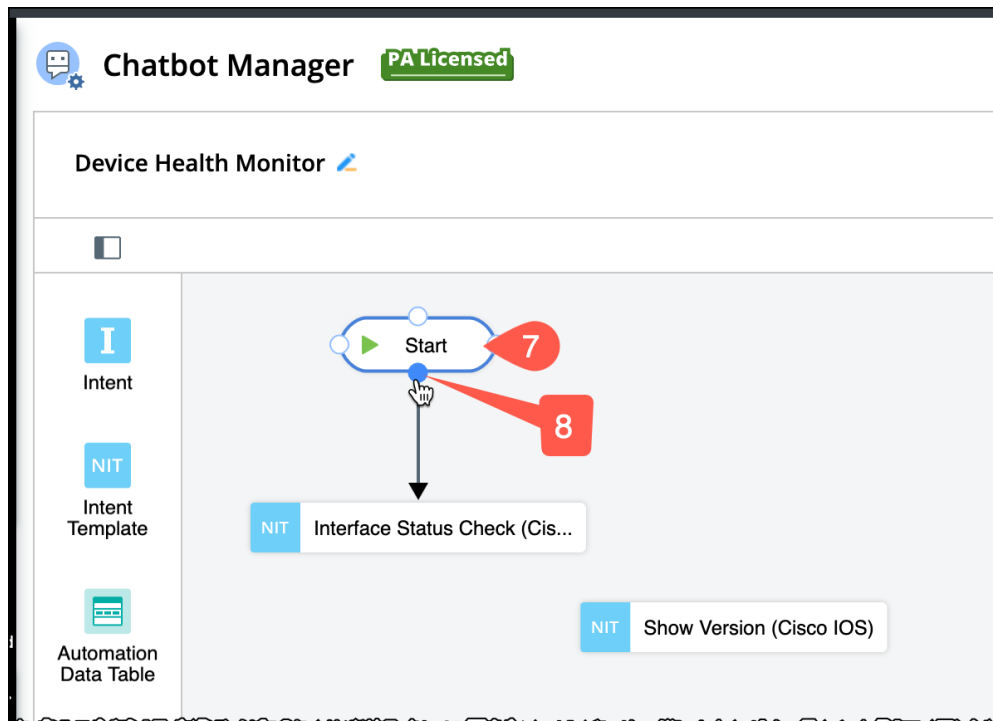 Chatbot Manager PA Licensed
Device Health Monitor
I
Intent
NIT
Intent
Template
Automation
Data Table
Start
7
8
NIT Interface Status Check (Cis...
NIT Show Version (Cisco IOS)